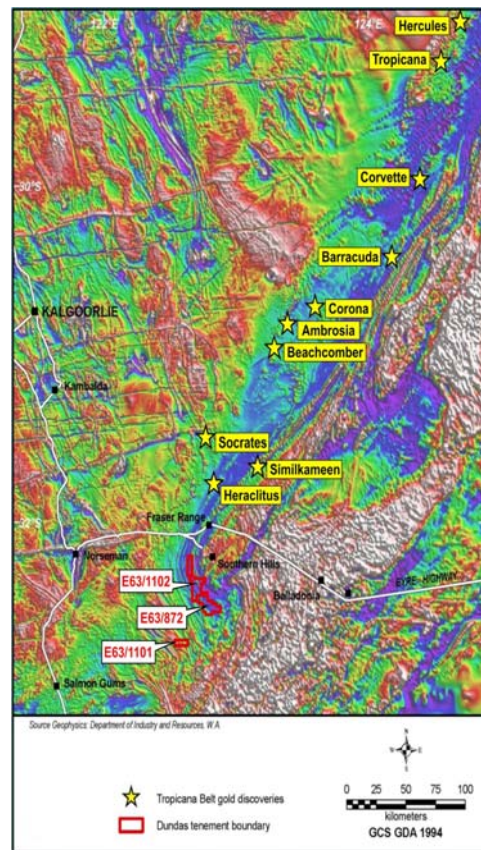 122°E
124°E
Hercules
Tropicana
30°S
Corvette
Barracuda
Corona
KALGOORLIE
Ambrosia
Beachcomber
Kambalda
Socrates
Similkameen
Heraclitus
32°S
Fraser Range
Norseman
Southern Hills
E63/1102
Balladonia
EYRE HIGHWAY
E63/872
E63/1101
Salmon Gums
Source Geophysics: Department of Industry and Resources, W.A.
N
W E
S
Tropicana Belt gold discoveries
0 25 50 75 100
Dundas tenement boundary
kilometers
GCS GDA 1994